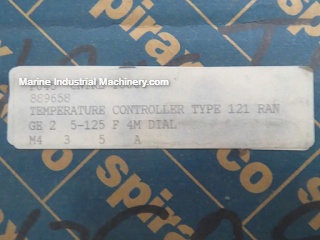 spirax
Marine Industrial Machinery.com
889658
TEMPERATURE CONTROLLER TYPE 121 RAN
GE 2 5-125 F 4M DIAL
M4 3 5 A
spirax